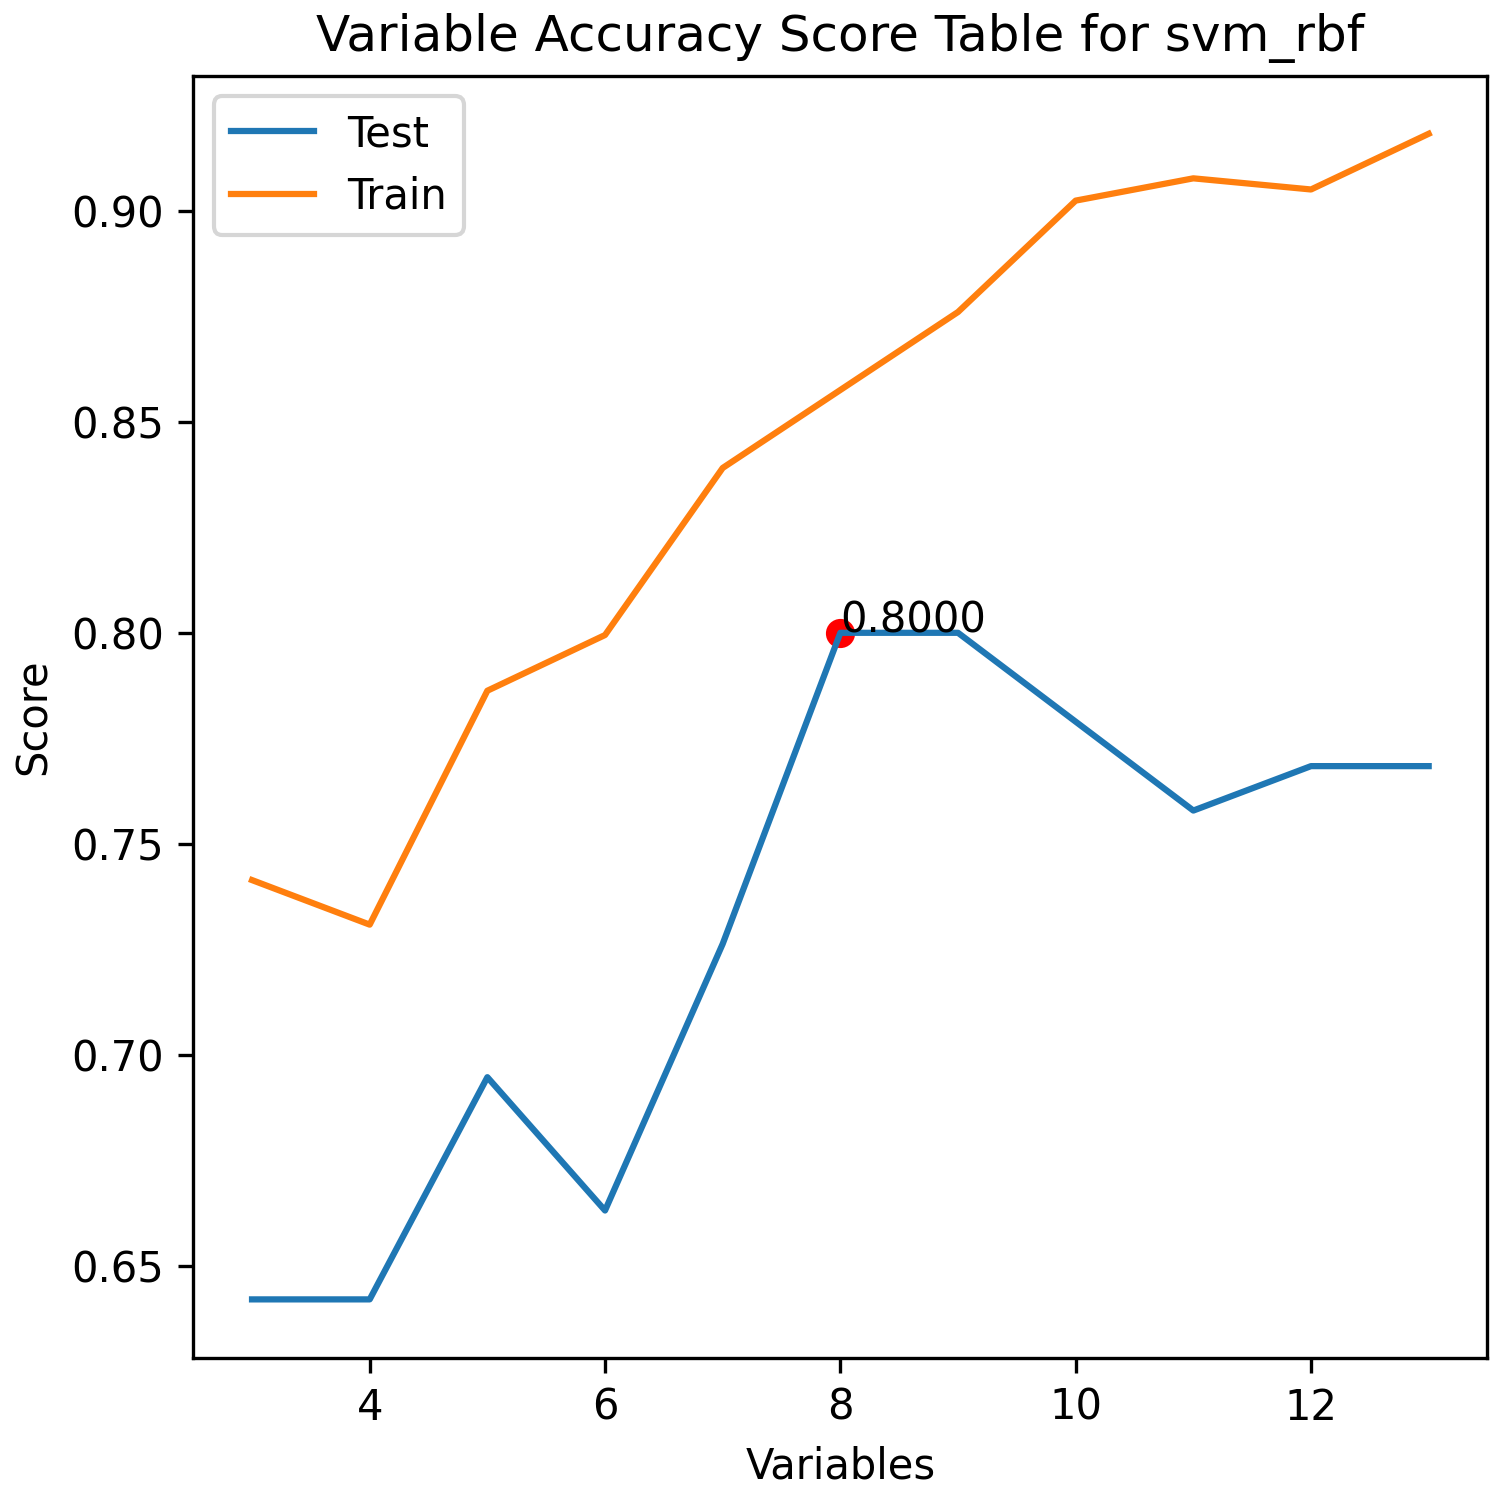 Variable Accuracy Score Table for svm_rbf
Test
Train
0.90
0.85
0.80
0.75
0.70
0.65
Score
0.8000
4 6 8 10 12
Variables